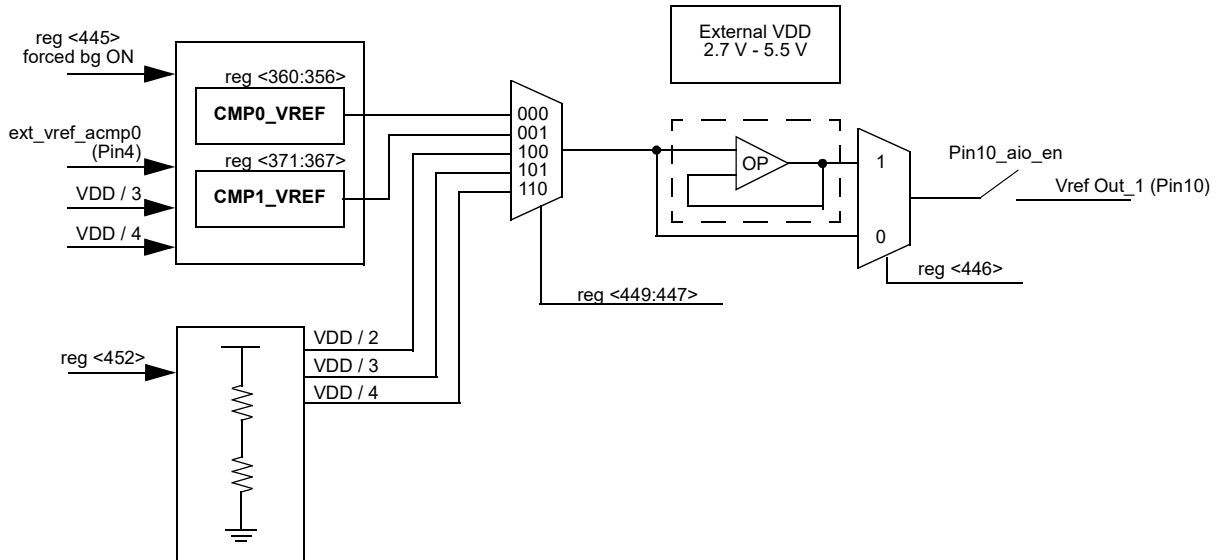 reg <445>
forced bg ON
ext_vref_acmp0
(Pin4)
VDD / 3
VDD / 4
reg <360:356>
CMP0_VREF
reg <371:367>
CMP1_VREF
000
001
100
101
110
reg <449:447>
External VDD
2.7 V - 5.5 V
OP
1
0
reg <446>
Pin10_aio_en
Vref Out_1 (Pin10)
reg <452>
VDD / 2
VDD / 3
VDD / 4